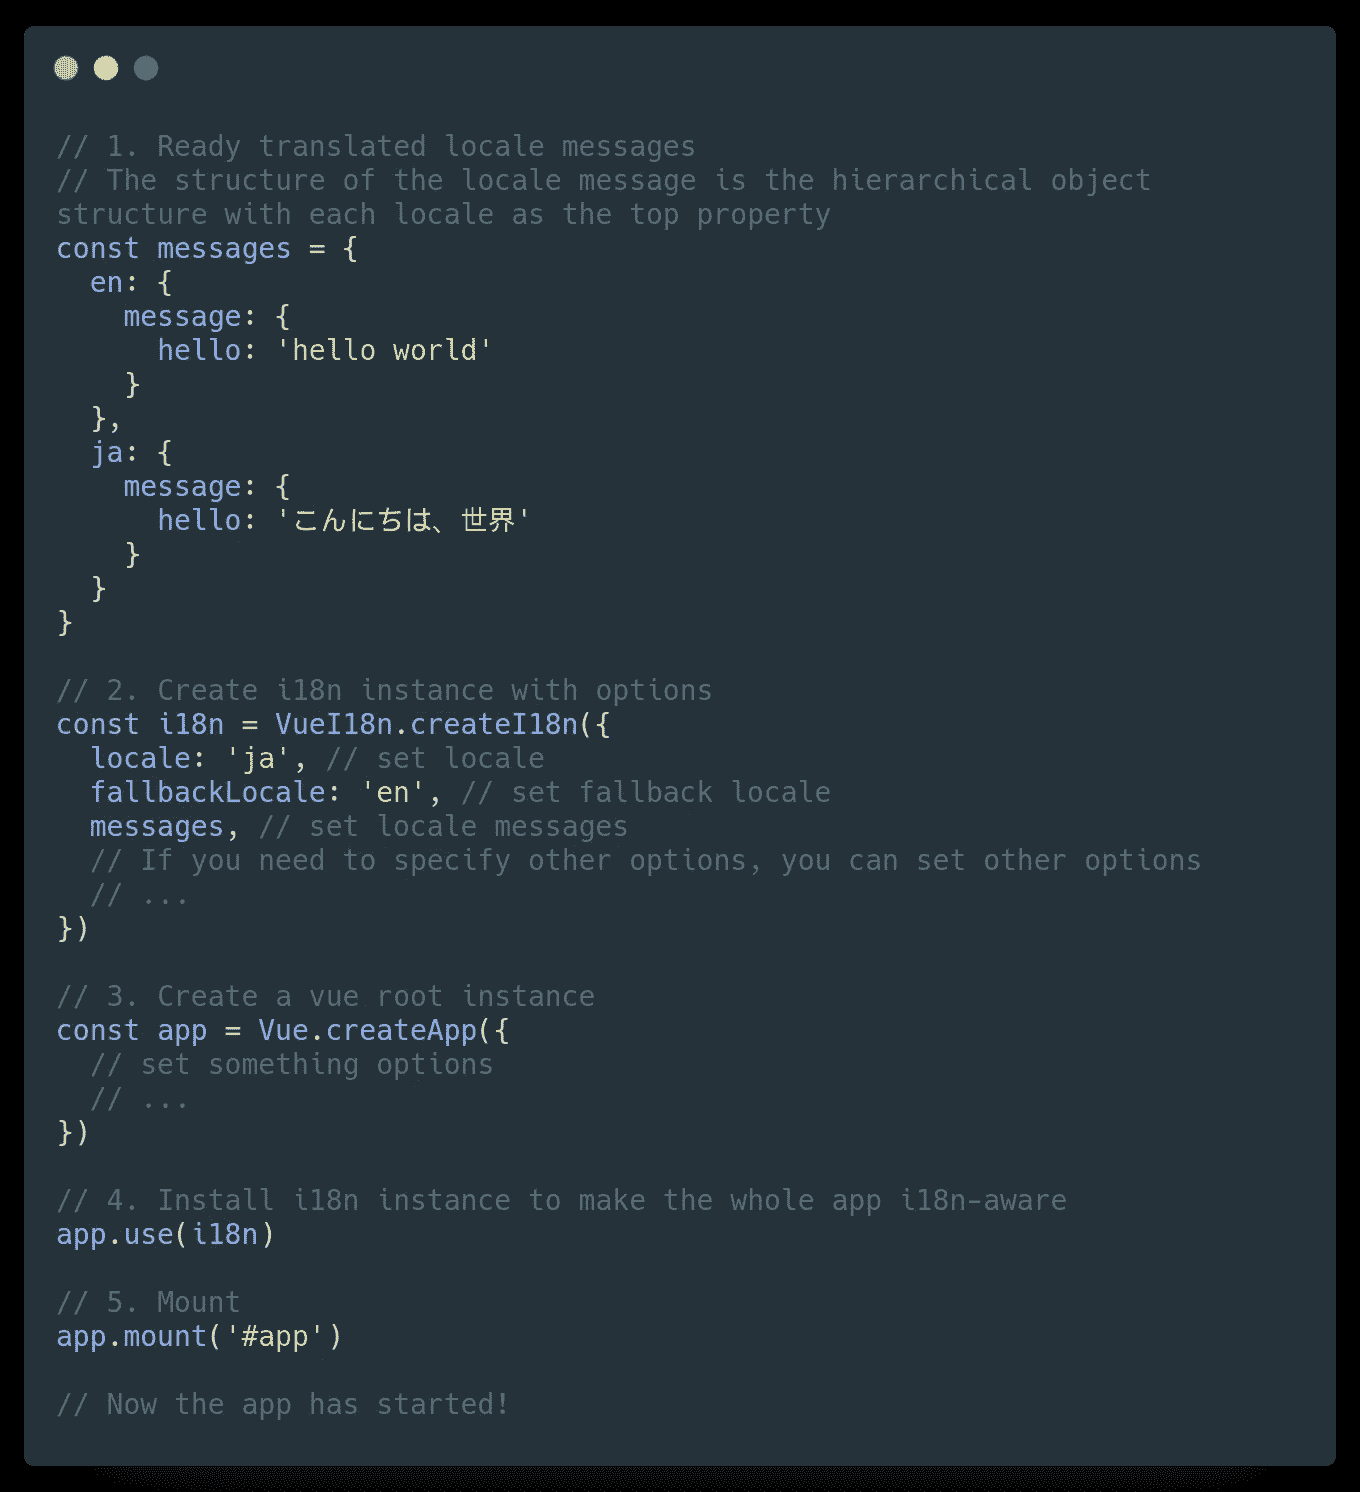 // 1. Ready translated locale messages
// The structure of the locale message is the hierarchical object
structure with each locale as the top property
const messages = {
  en: {
    message: {
      hello: 'hello world'
    }
  },
  ja: {
    message: {
      hello: 'こんにちは、世界'
    }
  }
}

// 2. Create i18n instance with options
const i18n = VueI18n.createI18n({
  locale: 'ja', // set locale
  fallbackLocale: 'en', // set fallback locale
  messages, // set locale messages
  // If you need to specify other options, you can set other options
  // ...
})

// 3. Create a vue root instance
const app = Vue.createApp({
  // set something options
  // ...
})

// 4. Install i18n instance to make the whole app i18n-aware
app.use(i18n)

// 5. Mount
app.mount('#app')

// Now the app has started!